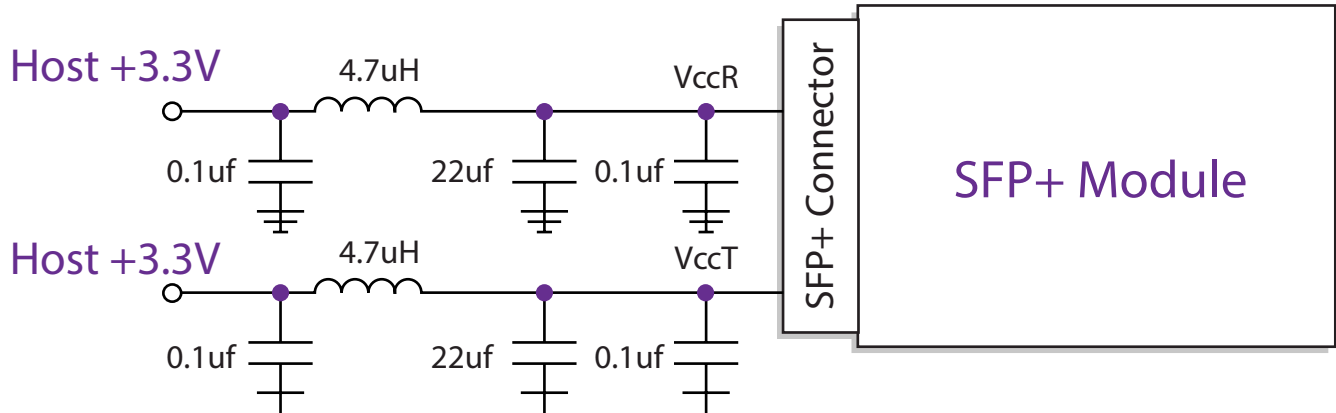 Host +3.3V
4.7uH
VccR
0.1uf
22uf
0.1uf
Host +3.3V
4.7uH
VccT
0.1uf
22uf
0.1uf
SFP+ Connector
SFP+ Module